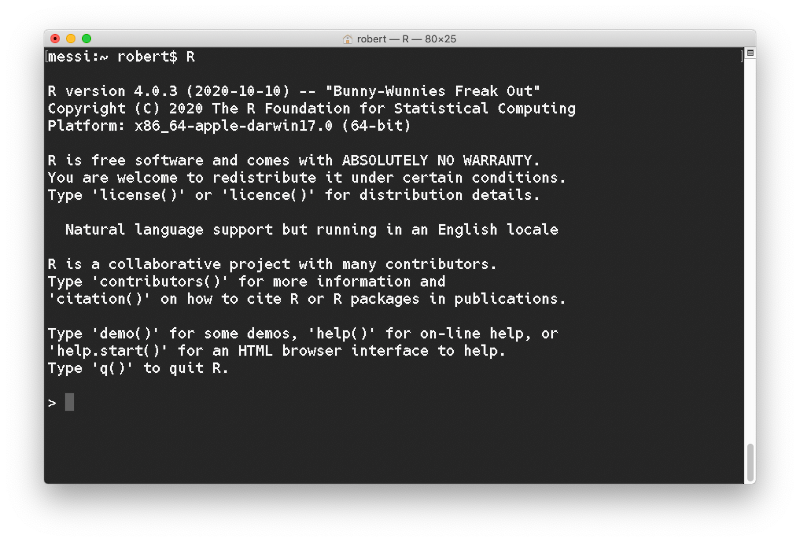 robert — R — 80×25
[messi:~ robert$ R ]
R version 4.0.3 (2020-10-10) -- "Bunny-Wunnies Freak Out"
Copyright (C) 2020 The R Foundation for Statistical Computing
Platform: x86_64-apple-darwin17.0 (64-bit)
R is free software and comes with ABSOLUTELY NO WARRANTY.
You are welcome to redistribute it under certain conditions.
Type 'license()' or 'licence()' for distribution details.
Natural language support but running in an English locale
R is a collaborative project with many contributors.
Type 'contributors()' for more information and
'citation()' on how to cite R or R packages in publications.
Type 'demo()' for some demos, 'help()' for on-line help, or
'help.start()' for an HTML browser interface to help.
Type 'q()' to quit R.
>